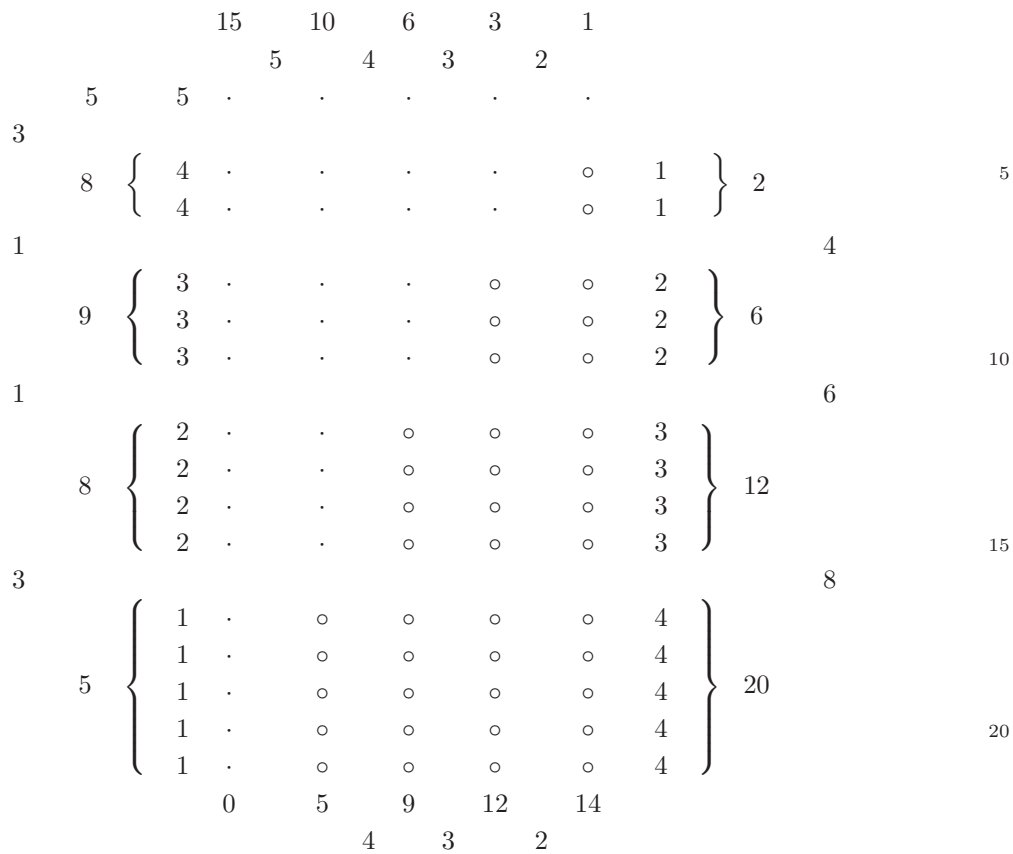 15 10 6 3 1
5 4 3 2
5 5 · · · · ·
3
4 · · · · ∘ 1 5
8 { } 2
4 · · · · ∘ 1
1 4
3 · · · ∘ ∘ 2
9 { 3 · · · ∘ ∘ 2 } 6
3 · · · ∘ ∘ 2 10
1 6
2 · · ∘ ∘ ∘ 3
2 · · ∘ ∘ ∘ 3
8 { } 12
2 · · ∘ ∘ ∘ 3
2 · · ∘ ∘ ∘ 3 15
3 8
1 · ∘ ∘ ∘ ∘ 4
1 · ∘ ∘ ∘ ∘ 4
5 { 1 · ∘ ∘ ∘ ∘ 4 } 20
1 · ∘ ∘ ∘ ∘ 4 20
1 · ∘ ∘ ∘ ∘ 4
0 5 9 12 14
4 3 2